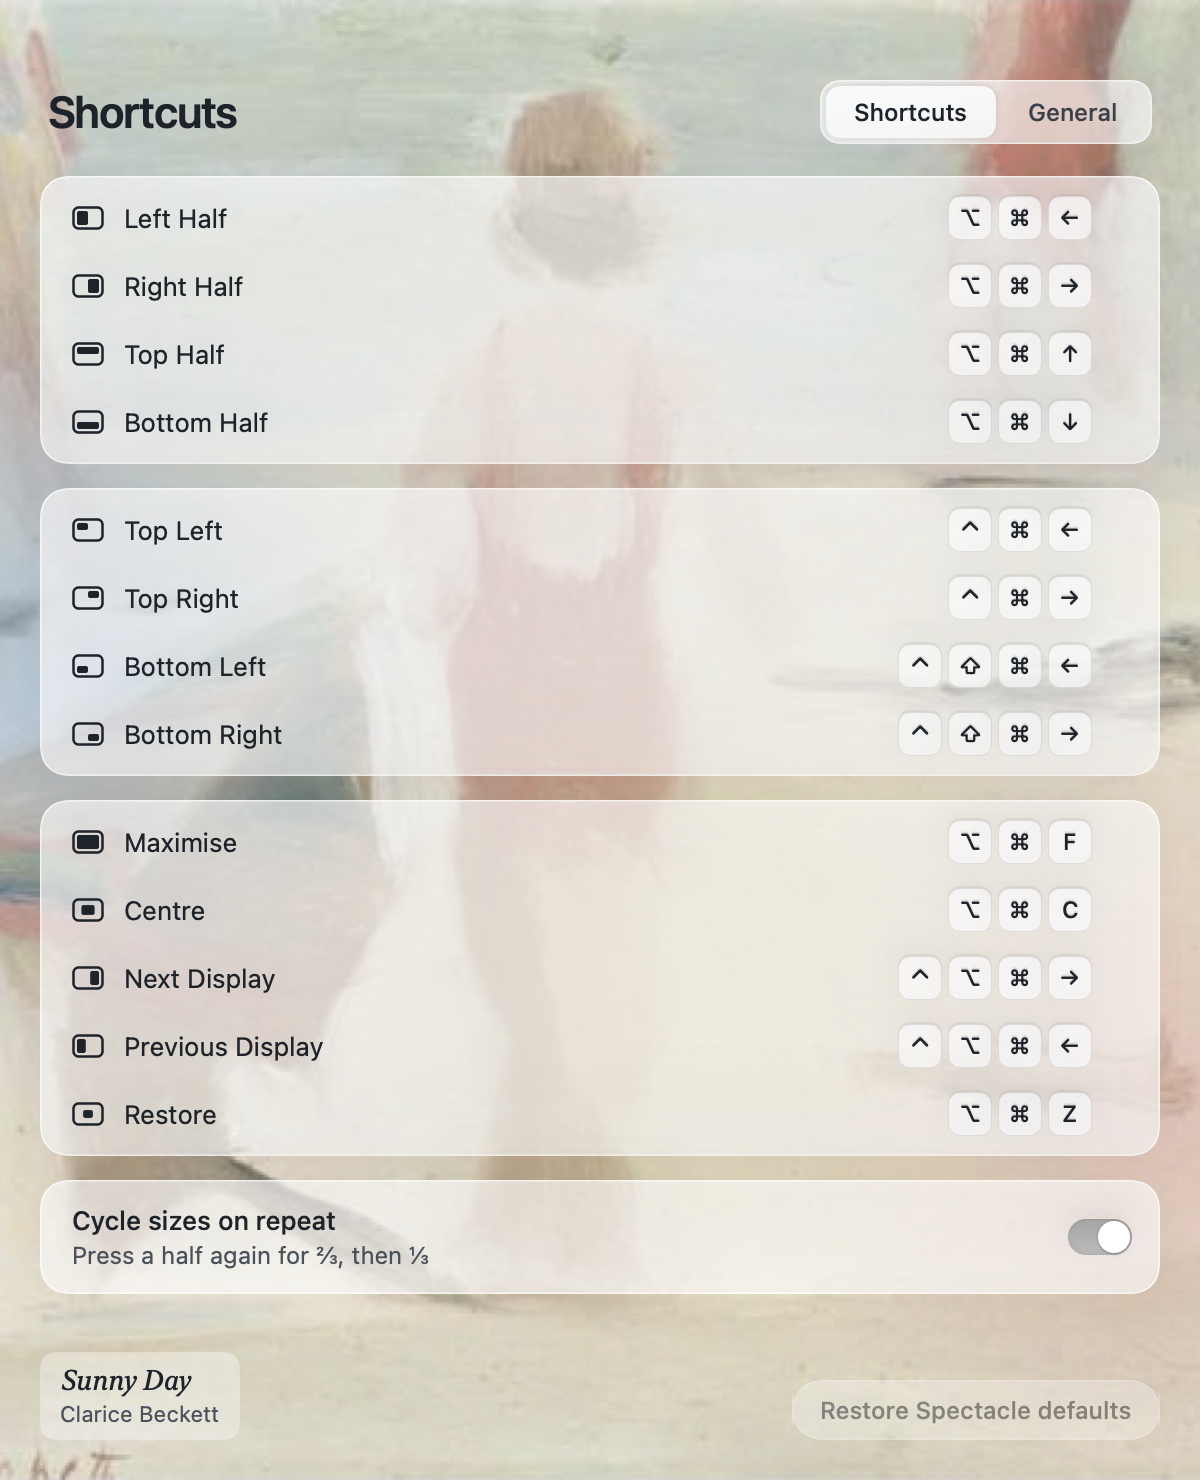 Shortcuts
Shortcuts General
Left Half ⌥ ⌘ ←
Right Half ⌥ ⌘ →
Top Half ⌥ ⌘ ↑
Bottom Half ⌥ ⌘ ↓
Top Left ^ ⌘ ←
Top Right ^ ⌘ →
Bottom Left ^ ⇧ ⌘ ←
Bottom Right ^ ⇧ ⌘ →
Maximise ⌥ ⌘ F
Centre ⌥ ⌘ C
Next Display ^ ⌥ ⌘ →
Previous Display ^ ⌥ ⌘ ←
Restore ⌥ ⌘ Z
Cycle sizes on repeat
Press a half again for ⅔, then ⅓
Sunny Day
Clarice Beckett
Restore Spectacle defaults